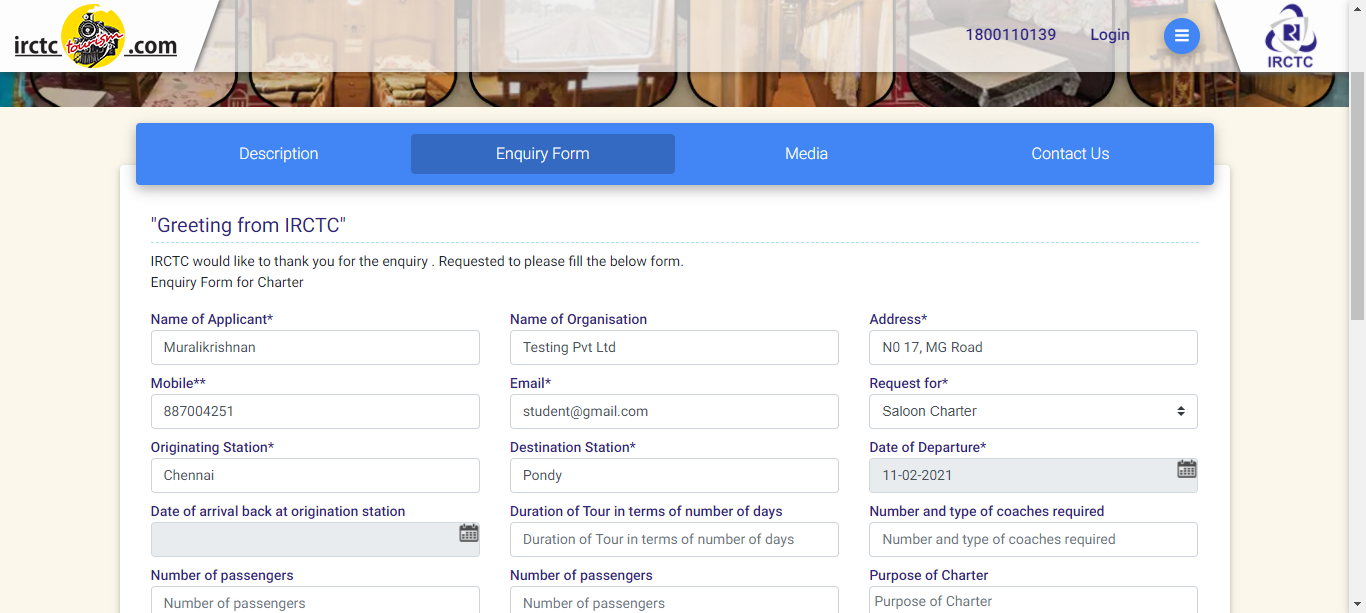 irctc tourism .com
1800110139 Login
IRCTC
Description Enquiry Form Media Contact Us
"Greeting from IRCTC"
IRCTC would like to thank you for the enquiry . Requested to please fill the below form.
Enquiry Form for Charter
Name of Applicant* Name of Organisation Address*
Muralikrishnan Testing Pvt Ltd N0 17, MG Road
Mobile** Email* Request for*
887004251 student@gmail.com Saloon Charter
Originating Station* Destination Station* Date of Departure*
Chennai Pondy 11-02-2021
Date of arrival back at origination station Duration of Tour in terms of number of days Number and type of coaches required
Duration of Tour in terms of number of days Number and type of coaches required
Number of passengers Number of passengers Purpose of Charter
Number of passengers Number of passengers Purpose of Charter